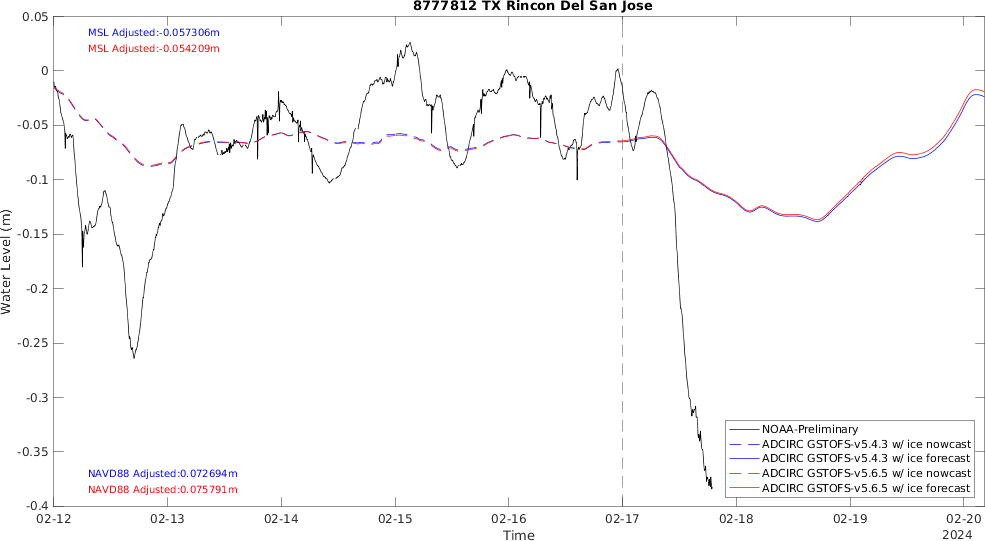 8777812 TX Rincon Del San Jose
MSL Adjusted:-0.057306m
MSL Adjusted:-0.054209m
0.05
0
-0.05
-0.1
-0.15
-0.2
-0.25
-0.3
-0.35
-0.4
Water Level (m)
NOAA-Preliminary
ADCIRC GSTOFS-v5.4.3 w/ ice nowcast
ADCIRC GSTOFS-v5.4.3 w/ ice forecast
ADCIRC GSTOFS-v5.6.5 w/ ice nowcast
ADCIRC GSTOFS-v5.6.5 w/ ice forecast
NAVD88 Adjusted:0.072694m
NAVD88 Adjusted:0.075791m
02-12 02-13 02-14 02-15 02-16 02-17 02-18 02-19 02-20
Time
2024